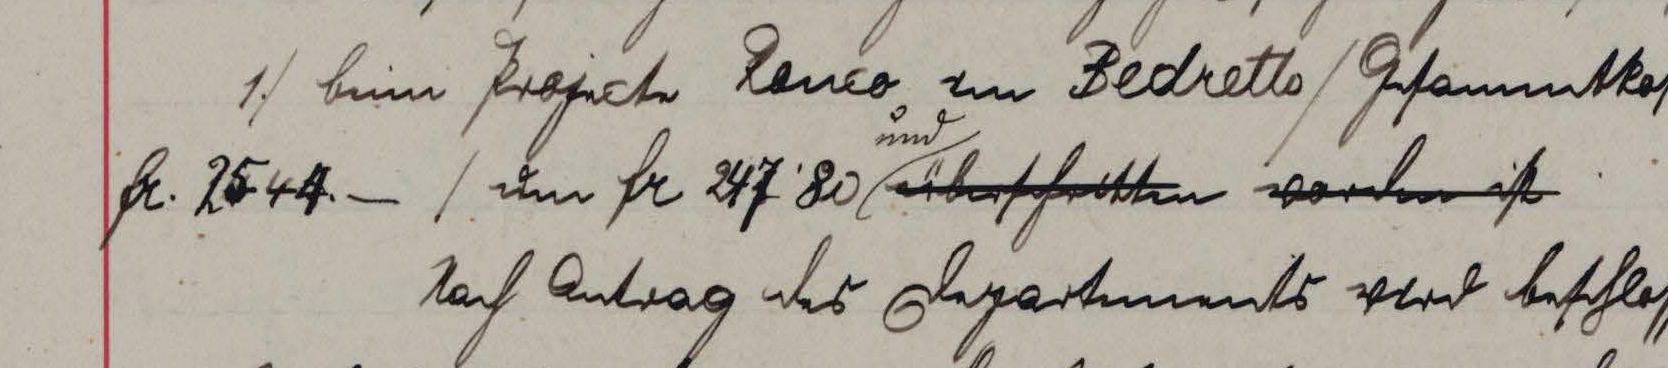 1./ beim Projecte Ronco im Bedretto / Gesammtkos
und
fr. 2544.— / um fr 247.80 überschritten worden ist
Nach Antrag des Departements wird beschlos